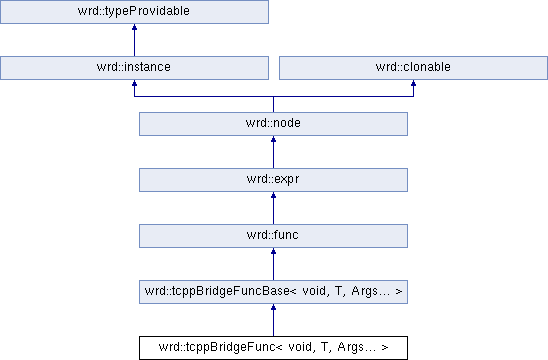 wrd::typeProvidable
wrd::instance
wrd::clonable
wrd::node
wrd::expr
wrd::func
wrd::tcppBridgeFuncBase< void, T, Args... >
wrd::tcppBridgeFunc< void, T, Args... >